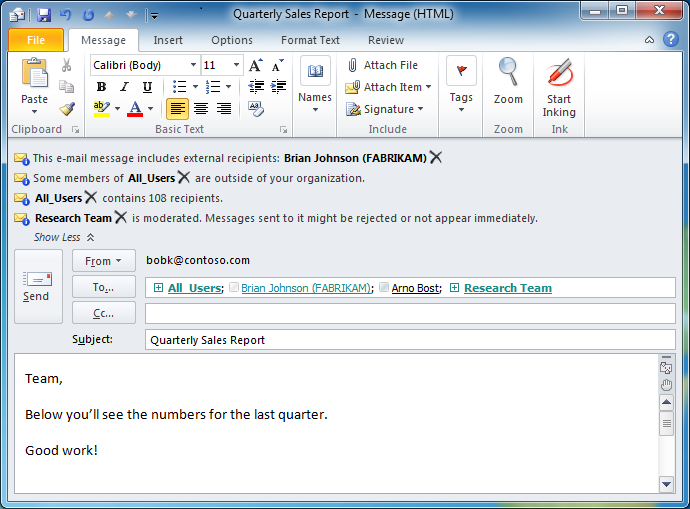 Quarterly Sales Report - Message (HTML)
File Message Insert Options Format Text Review
Calibri (Body) 11
Paste
B I U
ab A
Names
Attach File
Attach Item
Signature
Tags
Zoom
Start Inking
Clipboard Basic Text Include Zoom Ink
This e-mail message includes external recipients: Brian Johnson (FABRIKAM)
Some members of All_Users are outside of your organization.
All_Users contains 108 recipients.
Research Team is moderated. Messages sent to it might be rejected or not appear immediately.
Show Less
Send
From bobk@contoso.com
To... All_Users; Brian Johnson (FABRIKAM); Arno Bost; Research Team
Cc...
Subject: Quarterly Sales Report
Team,
Below you'll see the numbers for the last quarter.
Good work!